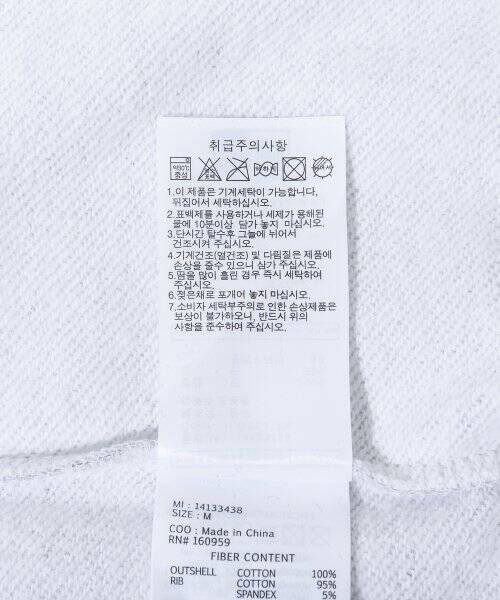 취급주의사항
약30℃
중성
1.이 제품은 기계세탁이 가능합니다,
뒤집어서 세탁하십시오.
2.표백제를 사용하거나 세제가 용해된
물에 10분이상 담가 놓지 마십시오.
3.단시간 탈수후 그늘에 뉘어서
건조시켜 주십시오.
4.기계건조(열건조) 및 다림질은 제품에
손상을 줄수 있으니 삼가 주십시오.
5.땀을 많이 흘린 경우 즉시 세탁하여
주십시오.
6.젖은채로 포개어 놓지 마십시오.
7.소비자 세탁부주의로 인한 손상제품은
보상이 불가하오니, 반드시 위의
사항을 준수하여 주십시오.
MI : 14133438
SIZE : M
COO : Made in China
RN# 160959
FIBER CONTENT
OUTSHELL COTTON 100%
RIB COTTON 95%
SPANDEX 5%